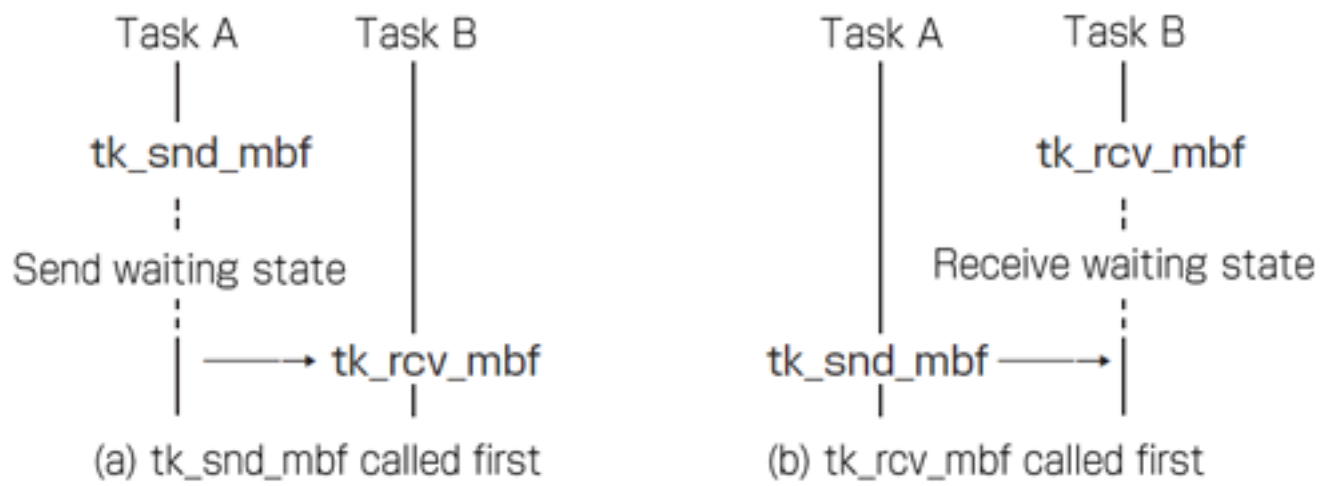 Task A
Task B
tk_snd_mbf
Send waiting state
tk_rcv_mbf
(a) tk_snd_mbf called first
Task A
Task B
tk_rcv_mbf
Receive waiting state
tk_snd_mbf
(b) tk_rcv_mbf called first